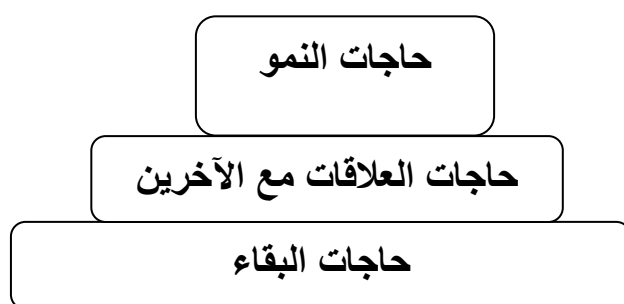 حاجات النمو
حاجات العلاقات مع الآخرين
حاجات البقاء